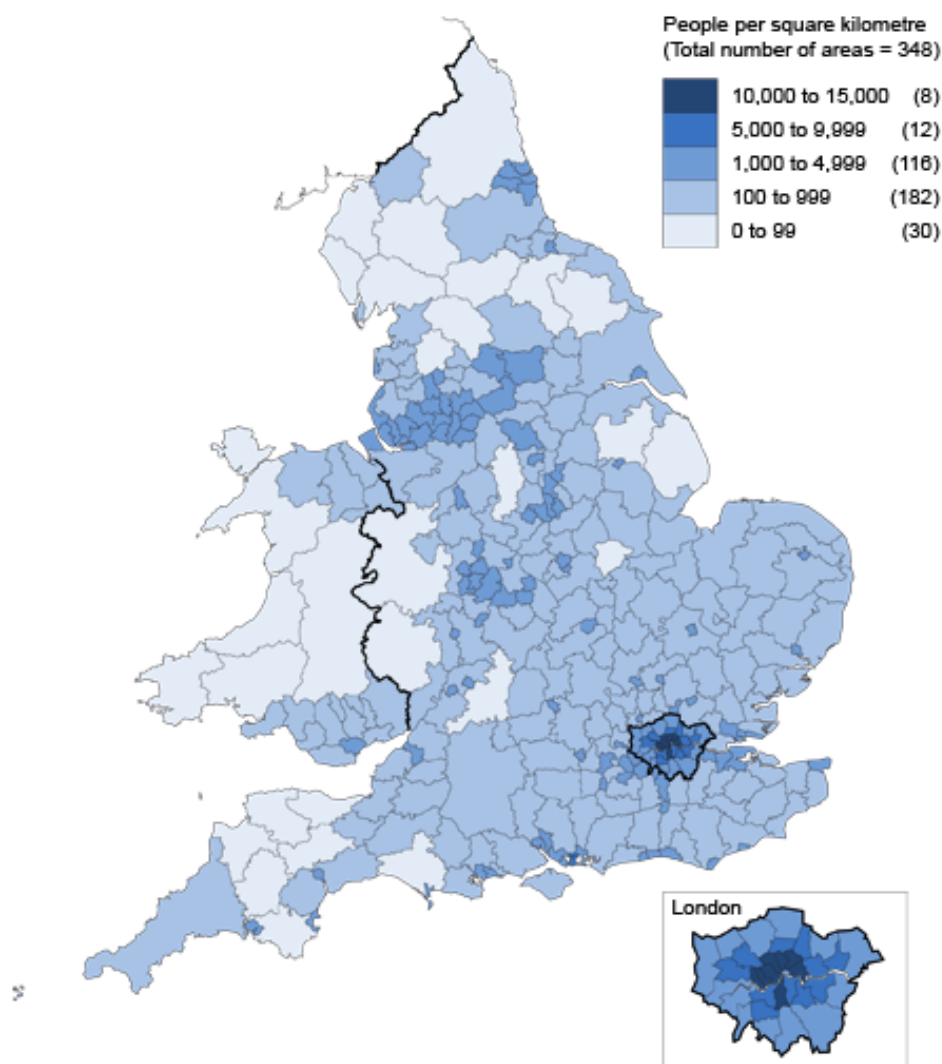 People per square kilometre
(Total number of areas = 348)
10,000 to 15,000 (8)
5,000 to 9,999 (12)
1,000 to 4,999 (116)
100 to 999 (182)
0 to 99 (30)
London